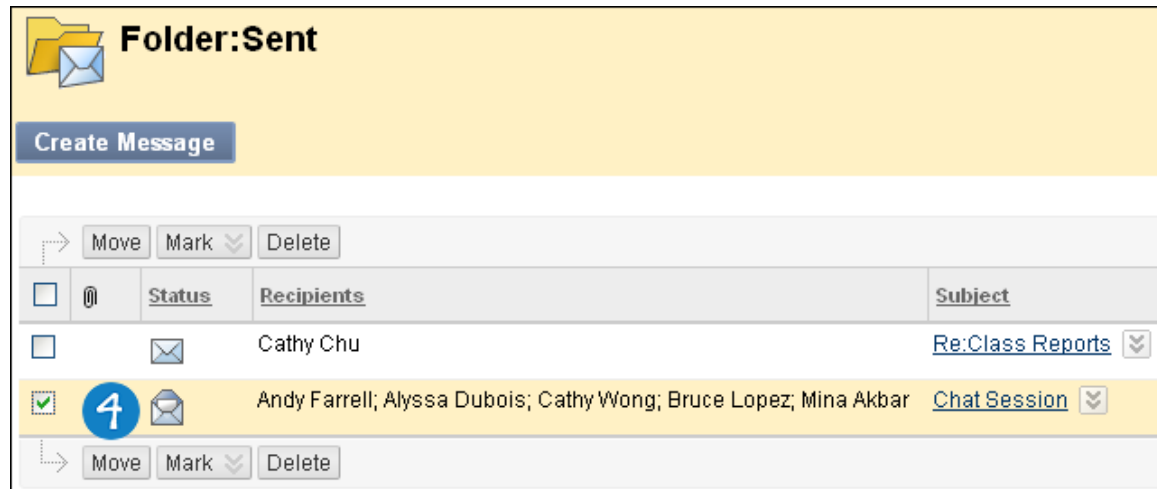 Folder:Sent
Create Message
Move Mark Delete
Status Recipients Subject
Cathy Chu Re:Class Reports
4 Andy Farrell; Alyssa Dubois; Cathy Wong; Bruce Lopez; Mina Akbar Chat Session
Move Mark Delete